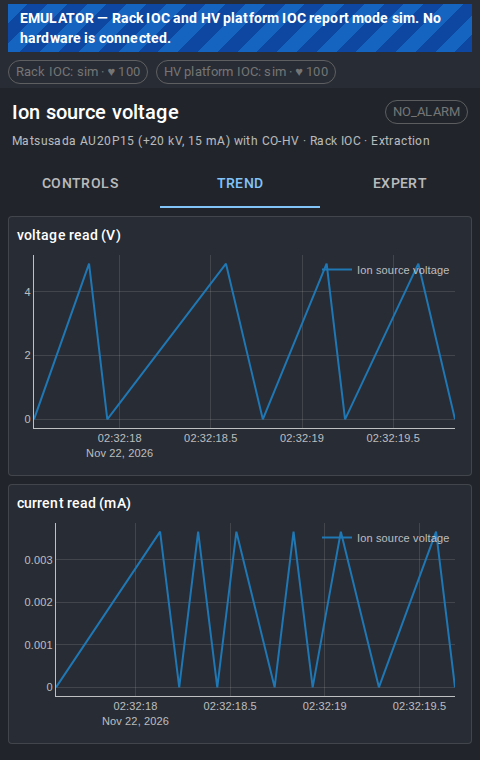 EMULATOR — Rack IOC and HV platform IOC report mode sim. No
hardware is connected.
Rack IOC: sim · ♥ 100
HV platform IOC: sim · ♥ 100
Ion source voltage
NO_ALARM
Matsusada AU20P15 (+20 kV, 15 mA) with CO-HV · Rack IOC · Extraction
CONTROLS
TREND
EXPERT
voltage read (V)
Ion source voltage
4
2
0
02:32:18
02:32:18.5
02:32:19
02:32:19.5
Nov 22, 2026
current read (mA)
Ion source voltage
0.003
0.002
0.001
0
02:32:18
02:32:18.5
02:32:19
02:32:19.5
Nov 22, 2026